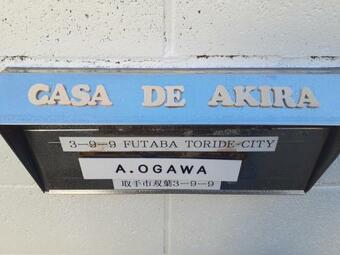 CASA DE AKIRA
3-9-9 FUTABA TORIDE-CITY
A.OGAWA
取手市双葉3-9-9